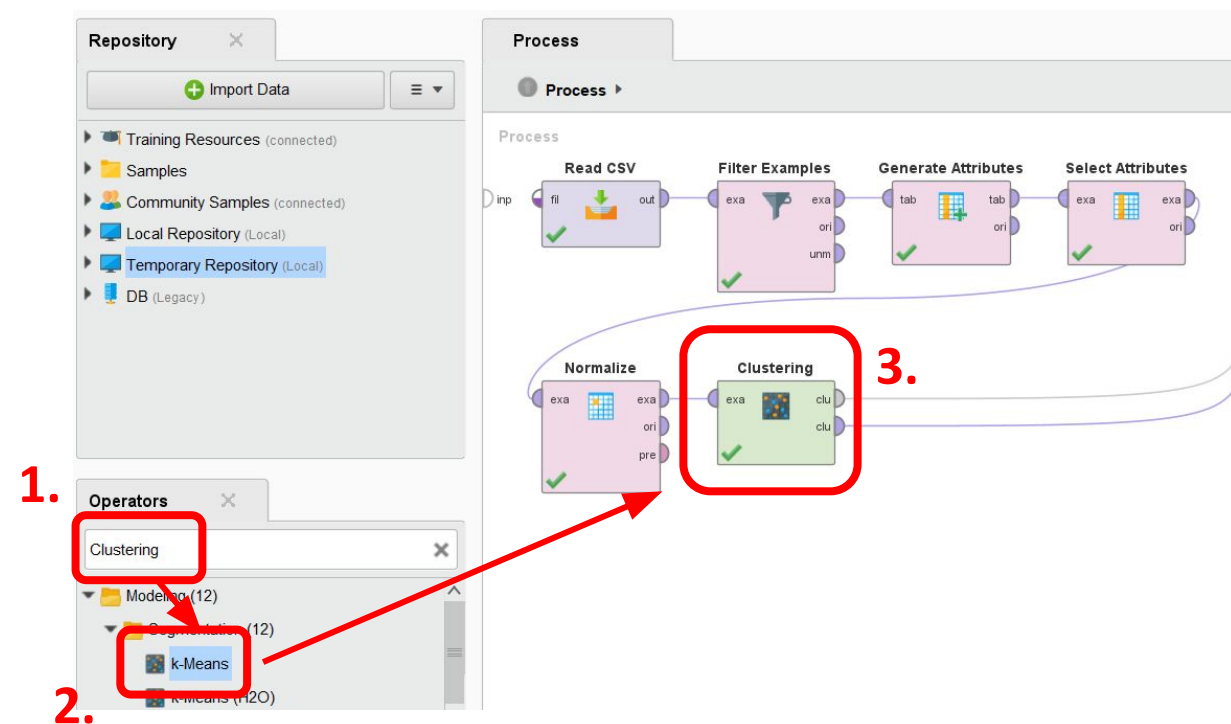 Repository
Import Data
Training Resources (connected)
Samples
Community Samples (connected)
Local Repository (Local)
Temporary Repository (Local)
DB (Legacy)
1.
Operators
Clustering
Modeling (12)
Segmentation (12)
k-Means
k-Means (H2O)
2.
Process
Process
Process
Read CSV
inp
fil
out
Filter Examples
exa
exa
ori
unm
Generate Attributes
tab
tab
ori
Select Attributes
exa
exa
ori
Normalize
exa
exa
ori
pre
Clustering
exa
clu
clu
3.